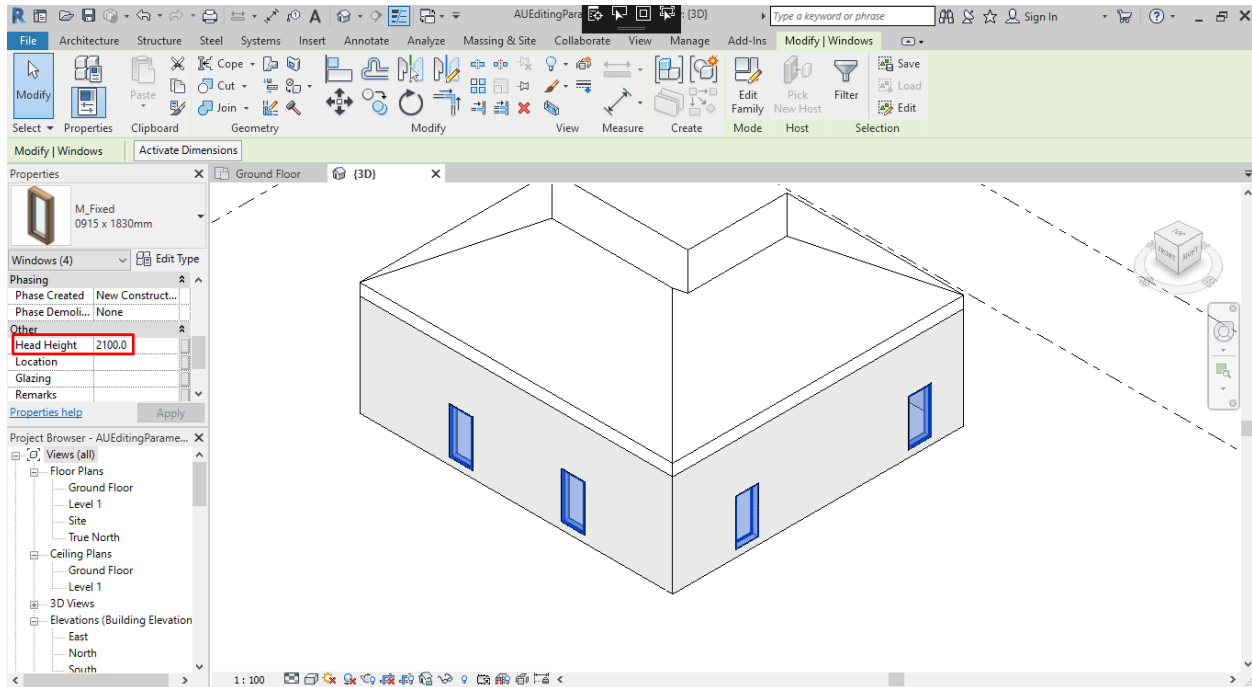 AUEditingPara : {3D}
Type a keyword or phrase
Sign In
File Architecture Structure Steel Systems Insert Annotate Analyze Massing & Site Collaborate View Manage Add-Ins Modify | Windows
Modify
Paste
Cope
Cut
Join
Edit Family
Pick New Host
Filter
Save
Load
Edit
Select Properties Clipboard Geometry Modify View Measure Create Mode Host Selection
Modify | Windows Activate Dimensions
Properties
Ground Floor {3D}
M_Fixed
0915 x 1830mm
Windows (4) Edit Type
Phasing
Phase Created New Construct...
Phase Demoli... None
Other
Head Height 2100.0
Location
Glazing
Remarks
Properties help Apply
Project Browser - AUEditingParame...
Views (all)
Floor Plans
Ground Floor
Level 1
Site
True North
Ceiling Plans
Ground Floor
Level 1
3D Views
Elevations (Building Elevation
East
North
South
FRONT RIGHT
1 : 100